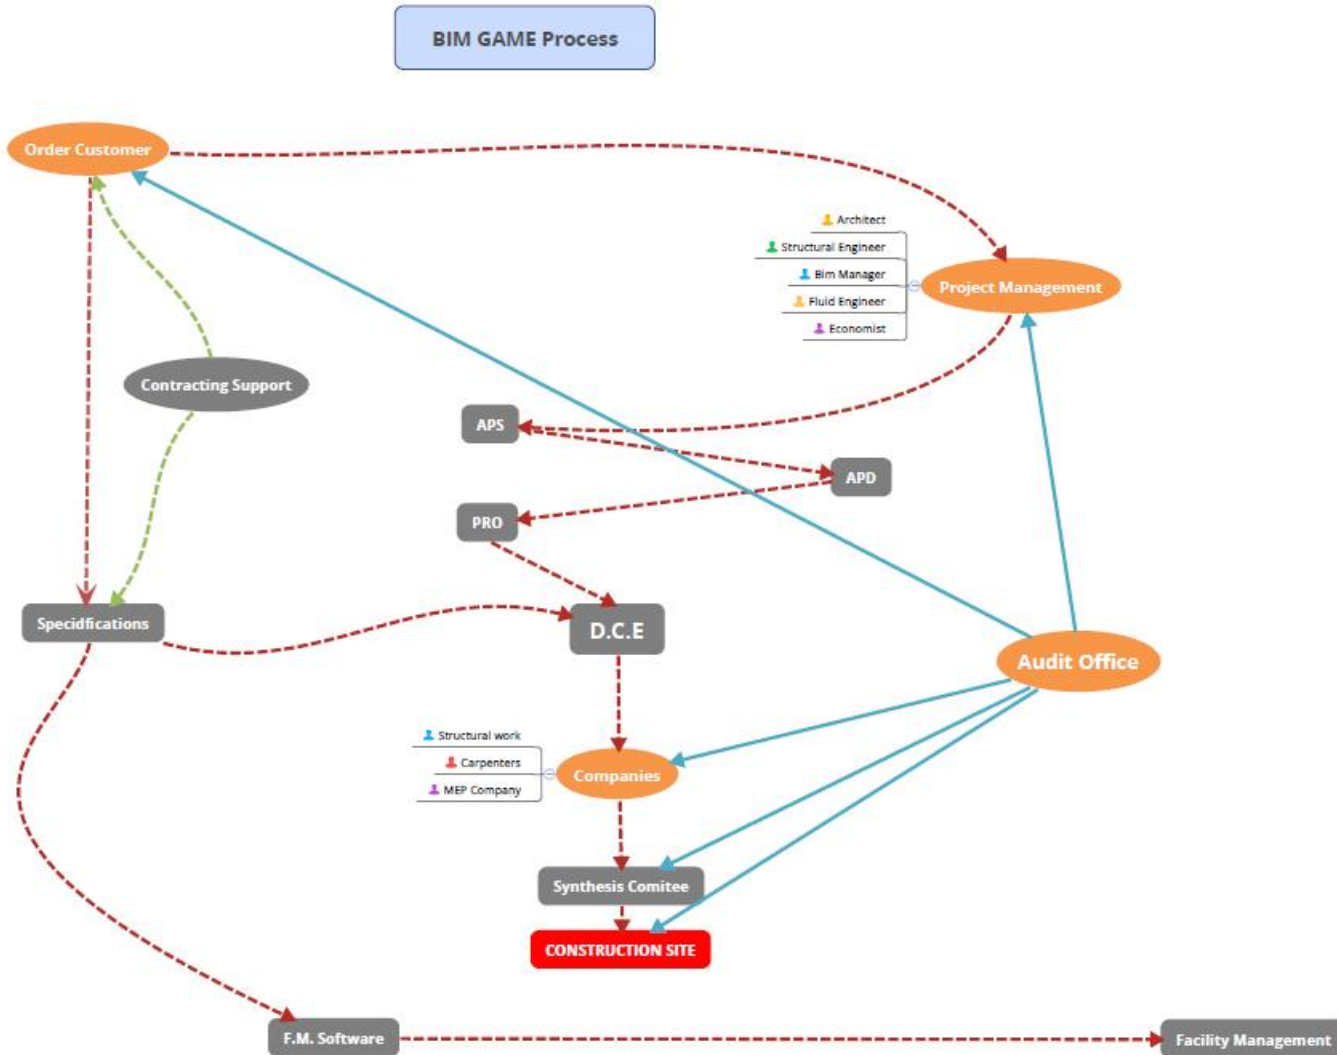 BIM GAME Process
Order Customer
Architect
Structural Engineer
Bim Manager
Fluid Engineer
Economist
Project Management
Contracting Support
APS
APD
PRO
Specidfications
D.C.E
Audit Office
Structural work
Carpenters
MEP Company
Companies
Synthesis Comitee
CONSTRUCTION SITE
F.M. Software
Facility Management